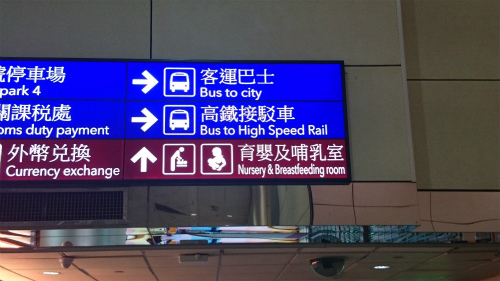 停車場
park 4
課稅處
oms duty payment
外幣兌換
Currency exchange
客運巴士
Bus to city
高鐵接駁車
Bus to High Speed Rail
育嬰及哺乳室
Nursery & Breastfeeding room